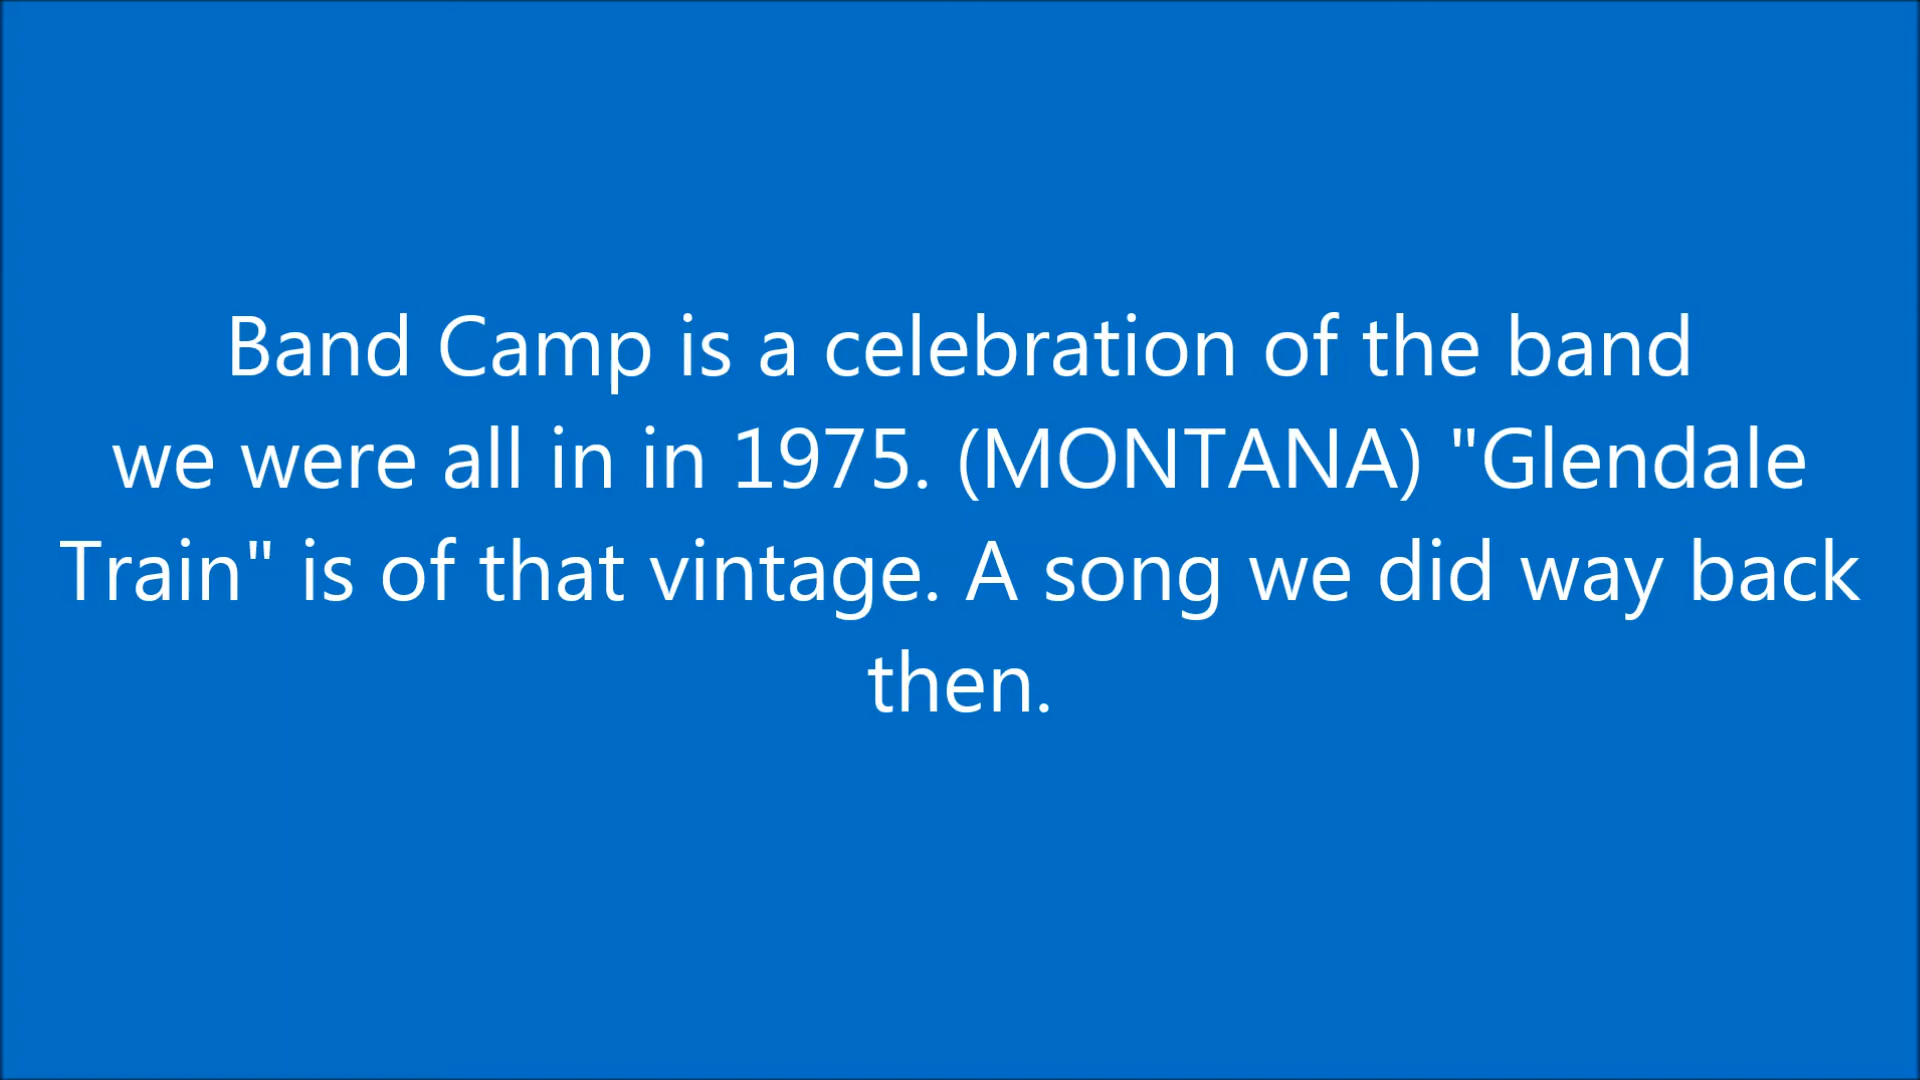 Band Camp is a celebration of the band
we were all in in 1975. (MONTANA) "Glendale
Train" is of that vintage. A song we did way back
then.